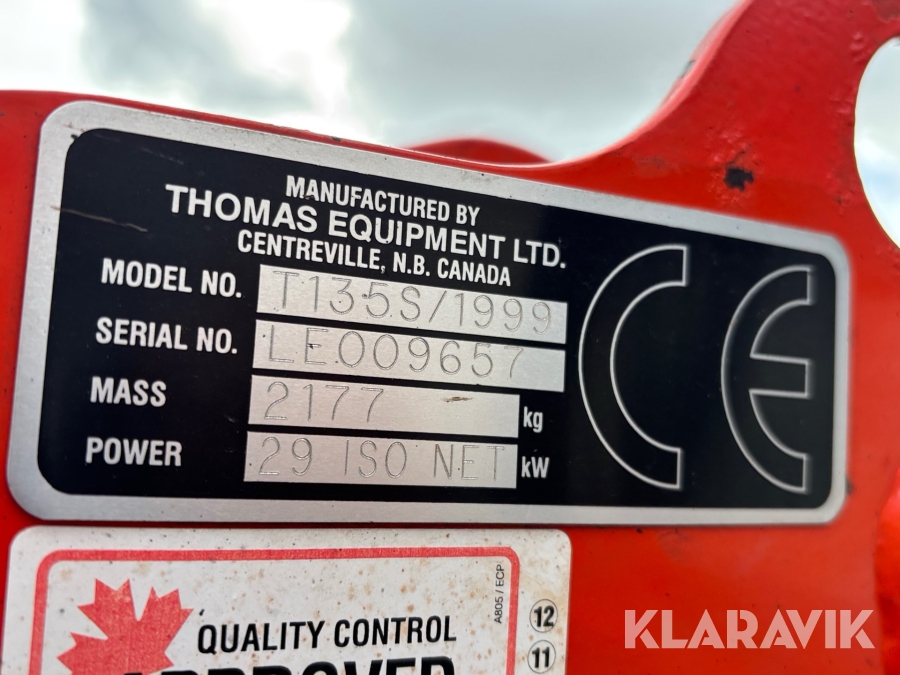 MANUFACTURED BY
THOMAS EQUIPMENT LTD.
CENTREVILLE, N.B. CANADA
MODEL NO. T135S/1999
SERIAL NO. LE009657
MASS 2177 kg
POWER 29 ISO NET kW
CE
A805 / ECP
QUALITY CONTROL
APPROVED
12
11
KLARAVIK